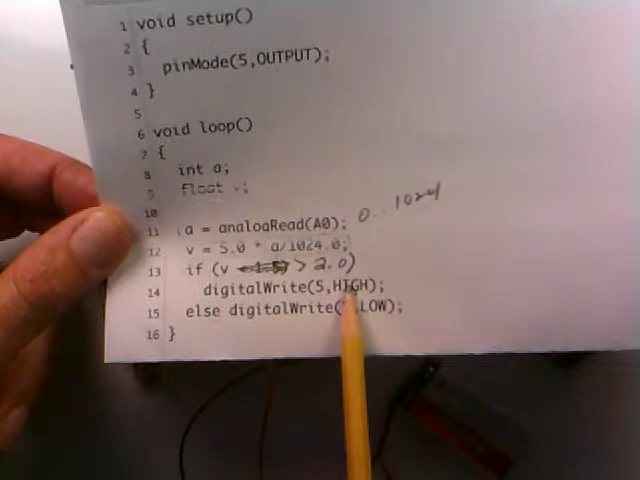 1 void setup()
2 {
3 pinMode(5,OUTPUT);
4 }
5
6 void loop()
7 {
8 int a;
9 float v;
10
11 a = analogRead(A0); 0..1024
12 v = 5.0 * a/1024.0;
13 if (v > 2.0)
14 digitalWrite(5,HIGH);
15 else digitalWrite( ,LOW);
16 }